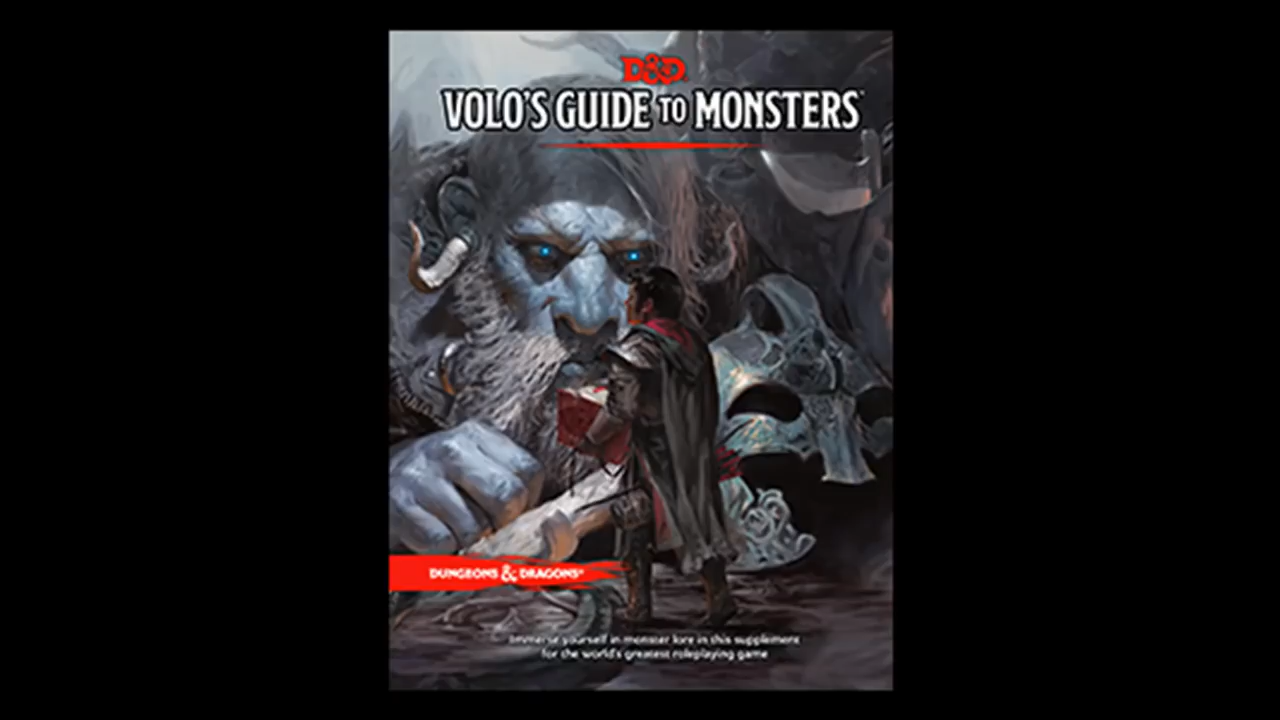 D&D
VOLO'S GUIDE TO MONSTERS™
DUNGEONS & DRAGONS®
Immerse yourself in monster lore in this supplement
for the world's greatest roleplaying game